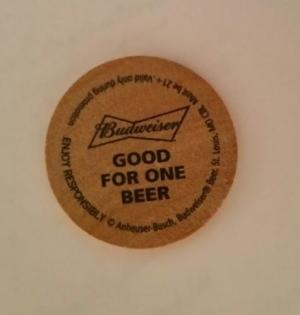 Budweiser
GOOD
FOR ONE
BEER
Must be 21+. Valid only during promotion
ENJOY RESPONSIBLY © Anheuser-Busch, Budweiser® Beer, St. Louis, MO